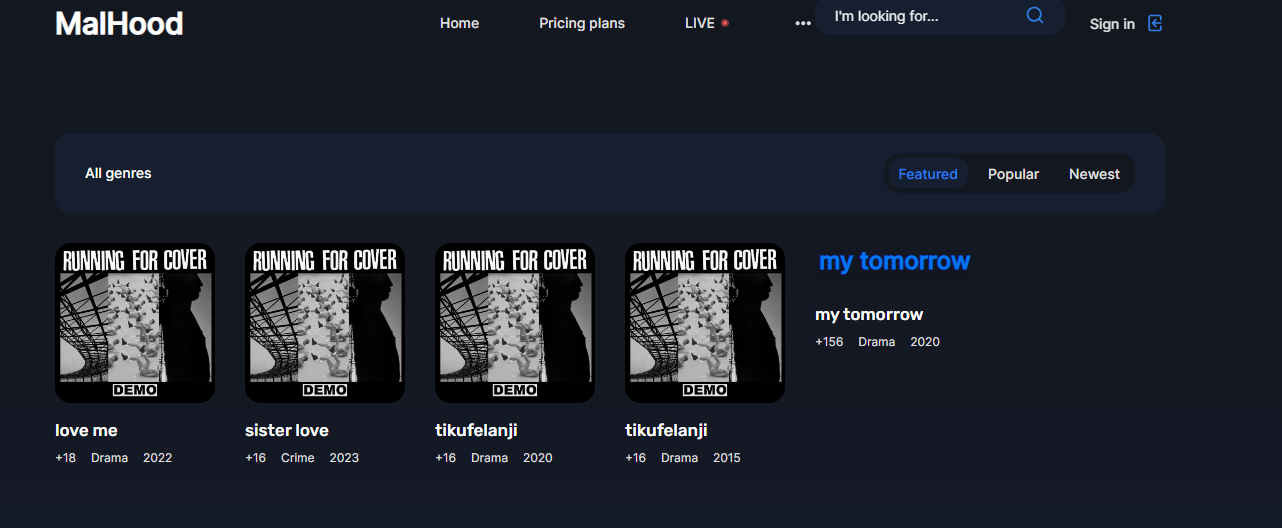 MalHood
Home
Pricing plans
LIVE
I'm looking for...
Sign in
All genres
Featured
Popular
Newest
RUNNING FOR COVER
DEMO
love me
+18 Drama 2022
RUNNING FOR COVER
DEMO
sister love
+16 Crime 2023
RUNNING FOR COVER
DEMO
tikufelanji
+16 Drama 2020
RUNNING FOR COVER
DEMO
tikufelanji
+16 Drama 2015
my tomorrow
my tomorrow
+156 Drama 2020